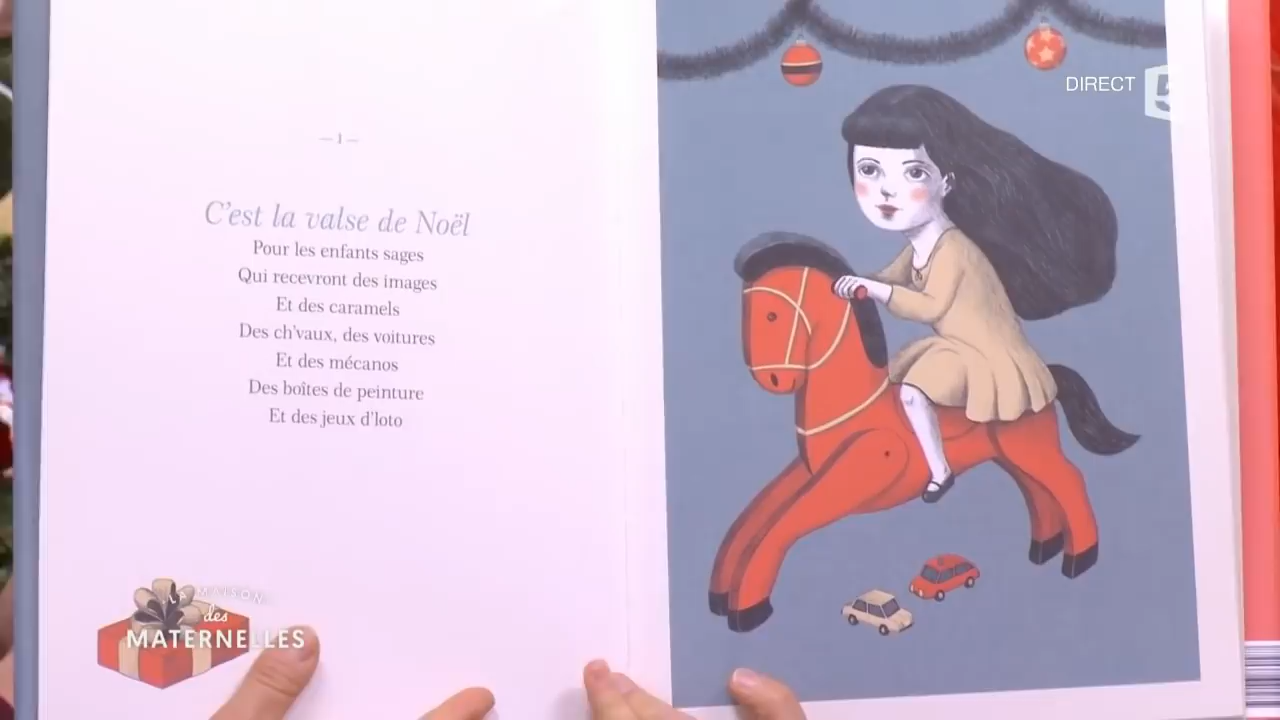 — 1 —
C'est la valse de Noël
Pour les enfants sages
Qui recevront des images
Et des caramels
Des ch'vaux, des voitures
Et des mécanos
Des boîtes de peinture
Et des jeux d'loto
DIRECT 5
LA MAISON
des
MATERNELLES